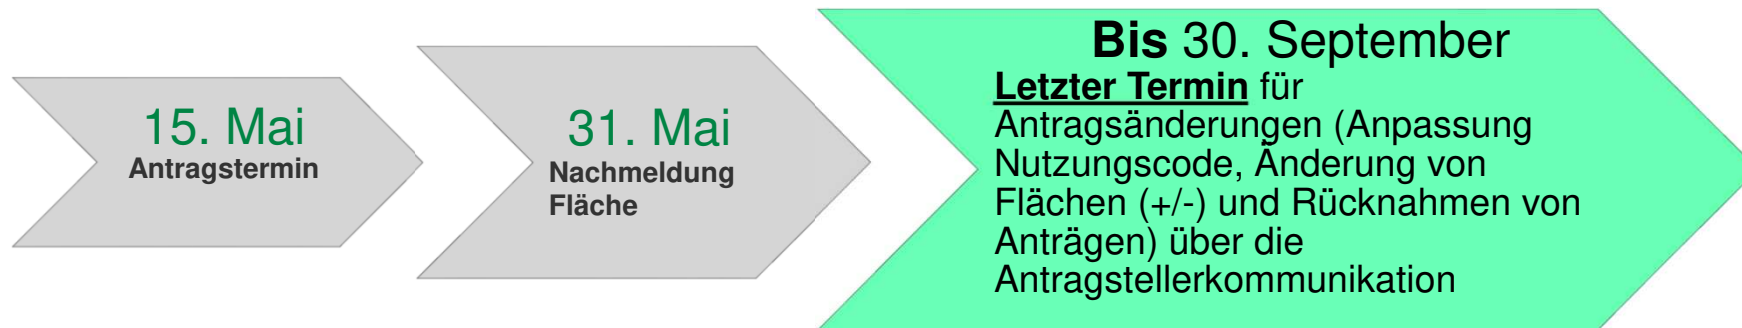 15. Mai
Antragstermin
31. Mai
Nachmeldung
Fläche
Bis 30. September
Letzter Termin für
Antragsänderungen (Anpassung
Nutzungscode, Änderung von
Flächen (+/-) und Rücknahmen von
Anträgen) über die
Antragstellerkommunikation